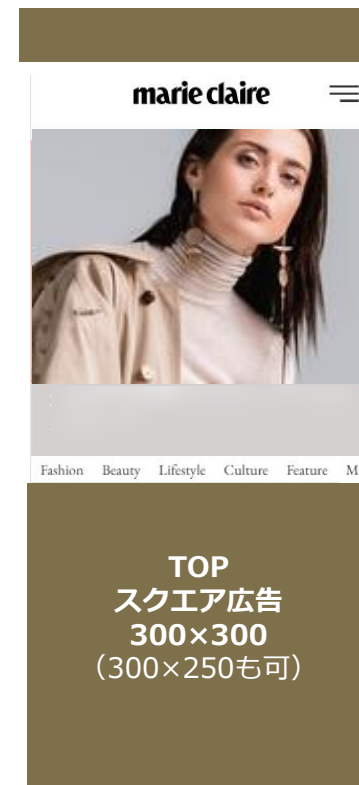 marie claire
Fashion Beauty Lifestyle Culture Feature M
TOP
スクエア広告
300×300
（300×250も可）